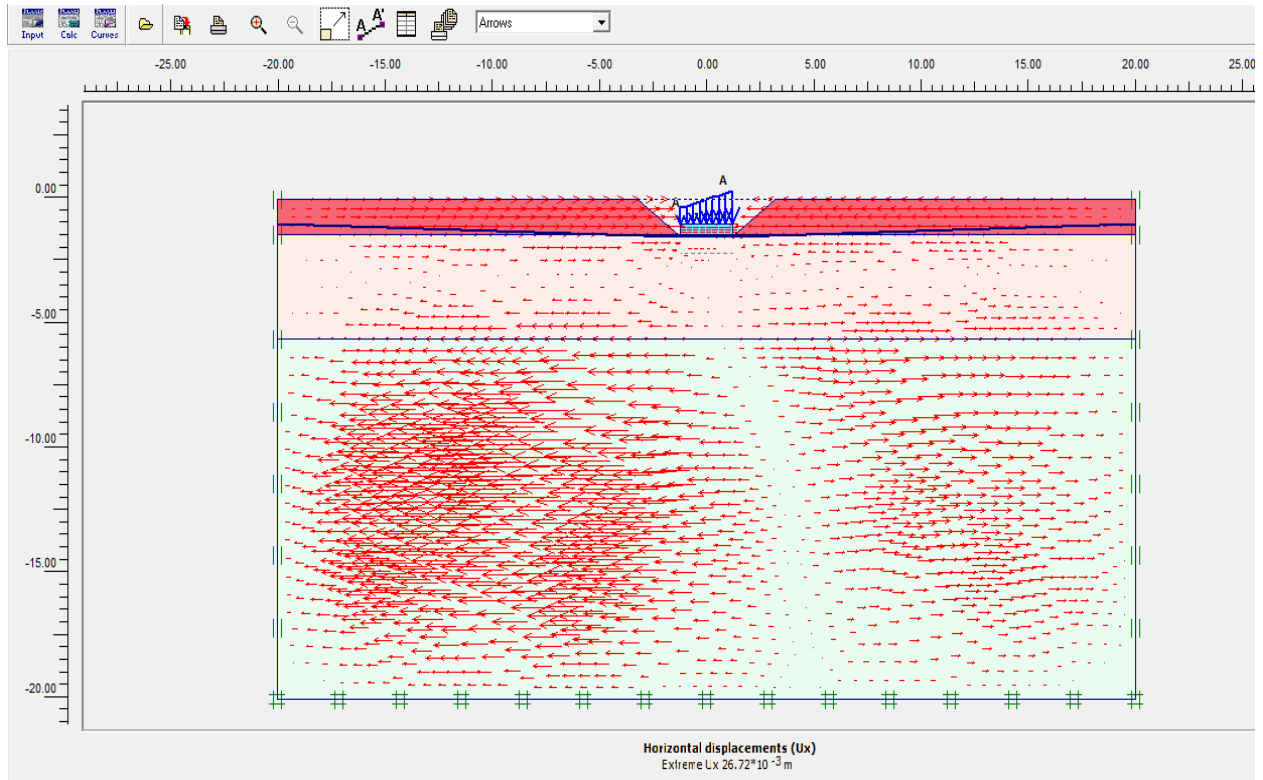 Input Calc Curves A A' Arrows
-25.00 -20.00 -15.00 -10.00 -5.00 0.00 5.00 10.00 15.00 20.00 25.00
0.00
A
A
-5.00
-10.00
-15.00
-20.00
Horizontal displacements (Ux)
Extreme Ux 26.72*10 -3 m